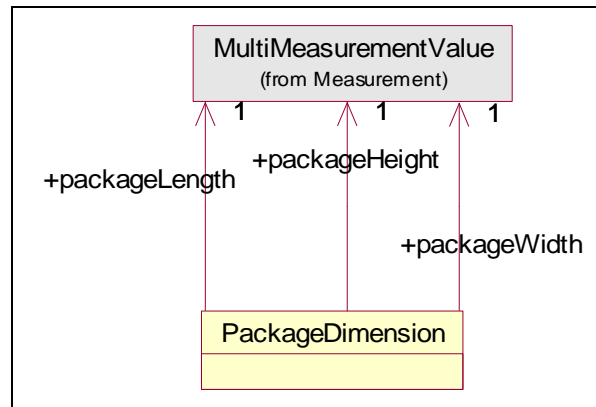 MultiMeasurementValue
(from Measurement)
1
1
1
+packageHeight
+packageLength
+packageWidth
PackageDimension